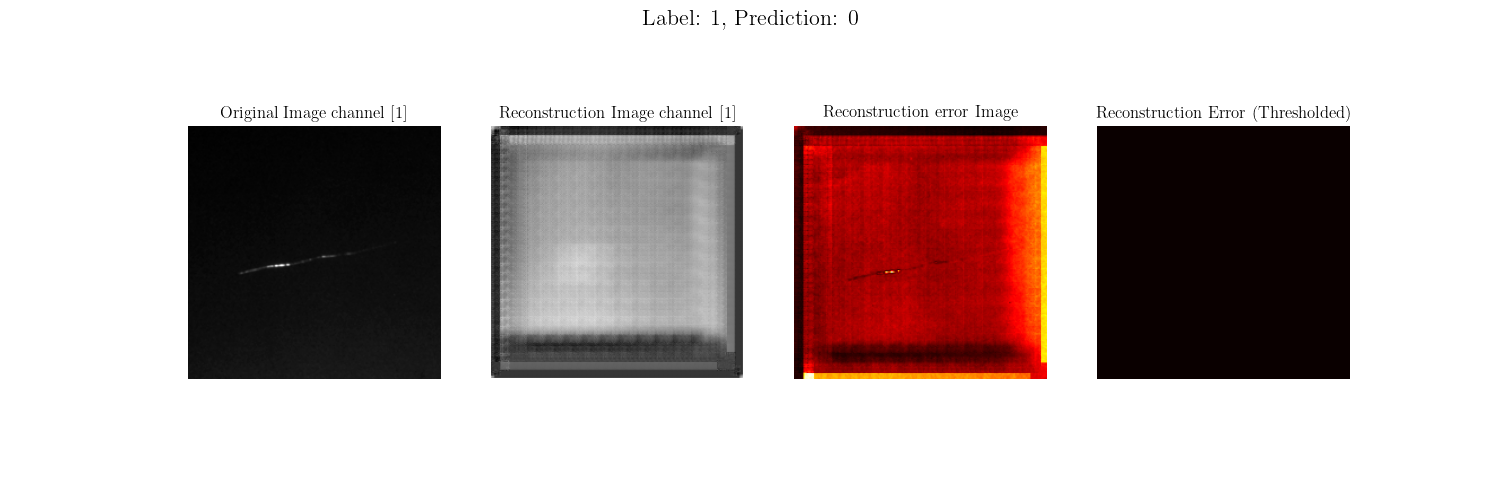 Label: 1, Prediction: 0
Original Image channel [1]
Reconstruction Image channel [1]
Reconstruction error Image
Reconstruction Error (Thresholded)